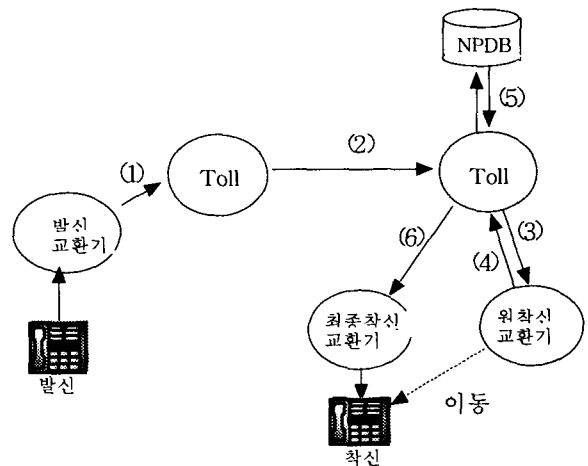 NPDB
(5)
(2)
(1)
Toll
Toll
발신
교환기
(6)
(3)
(4)
최종착신
교환기
원착신
교환기
발신
이동
착신